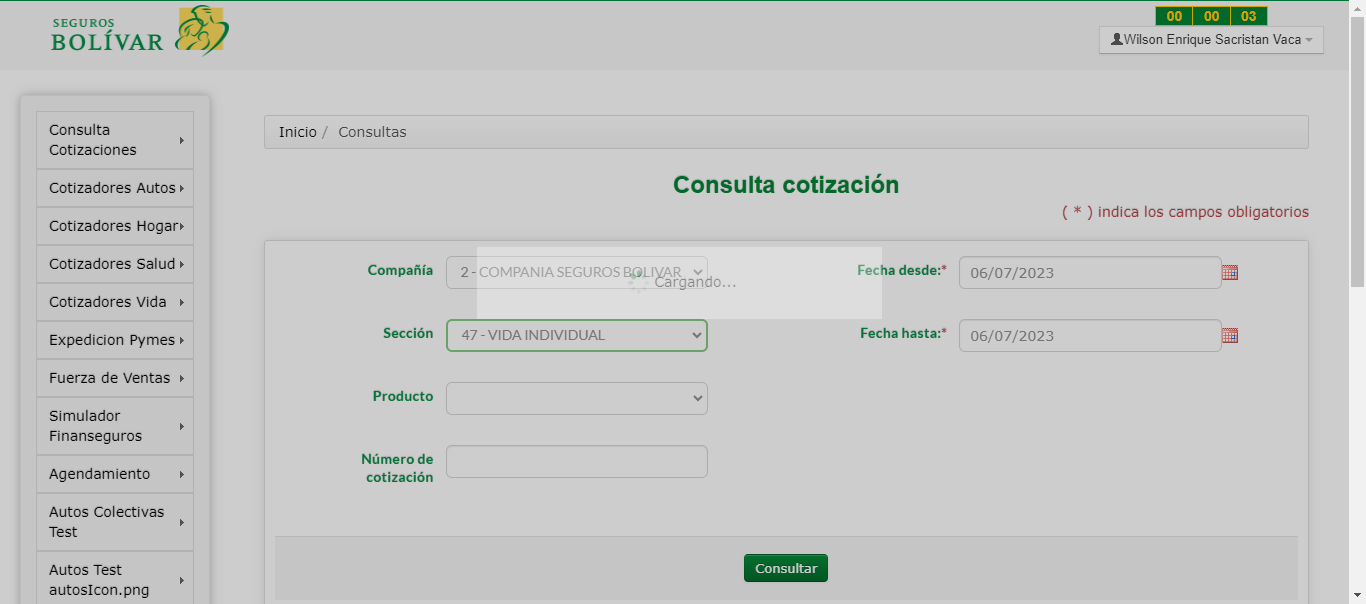 SEGUROS
BOLÍVAR
00 00 03
Wilson Enrique Sacristan Vaca
Consulta
Cotizaciones
Cotizadores Autos
Cotizadores Hogar
Cotizadores Salud
Cotizadores Vida
Expedicion Pymes
Fuerza de Ventas
Simulador
Finanseguros
Agendamiento
Autos Colectivas
Test
Autos Test
autosIcon.png
Inicio / Consultas
Consulta cotización
( * ) indica los campos obligatorios
Compañía 2 - COMPANIA SEGUROS BOLIVAR Fecha desde:* 06/07/2023
Cargando...
Sección 47 - VIDA INDIVIDUAL Fecha hasta:* 06/07/2023
Producto
Número de
cotización
Consultar